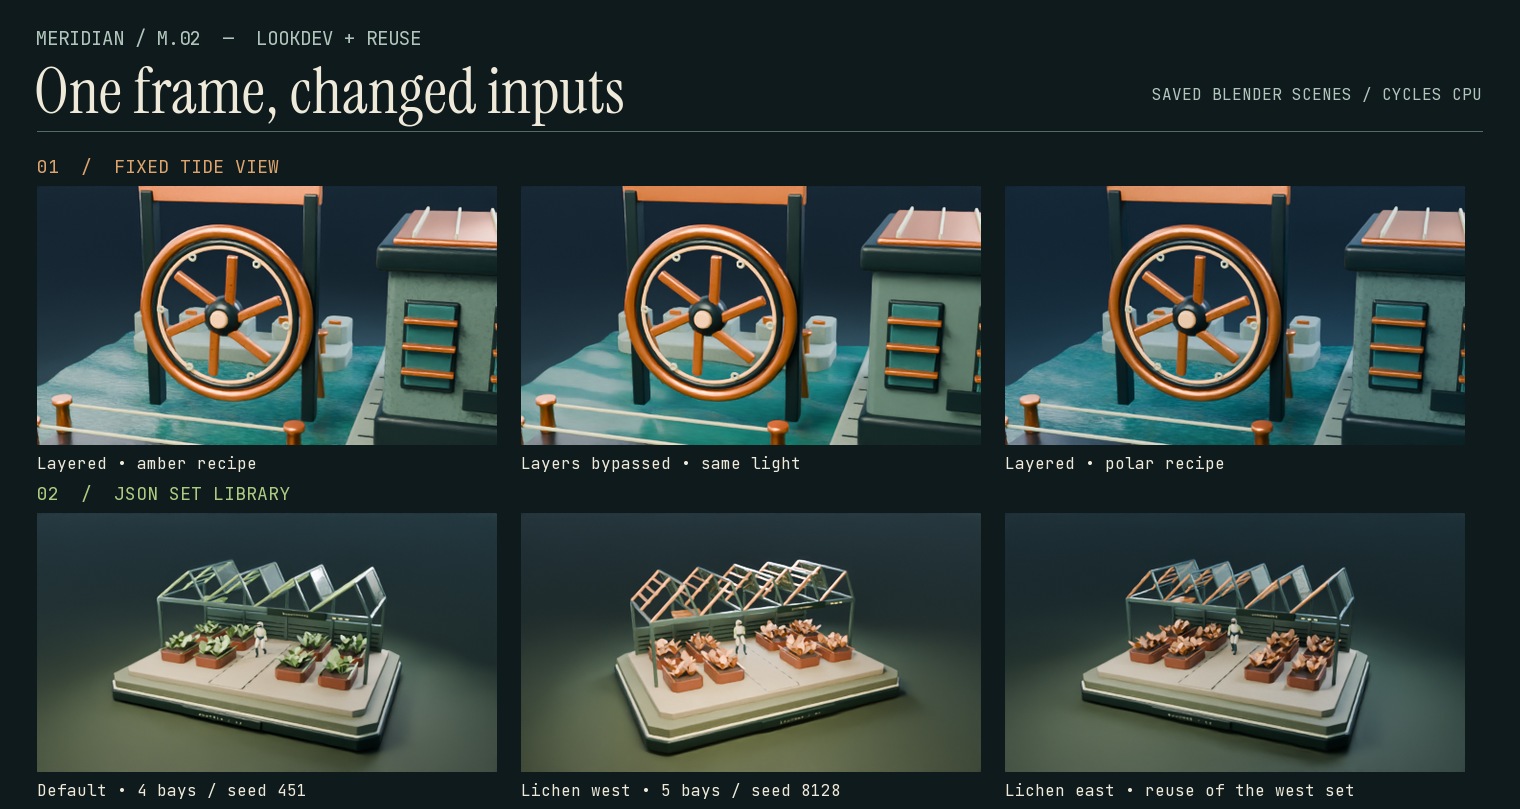 MERIDIAN / M.02 — LOOKDEV + REUSE
One frame, changed inputs
SAVED BLENDER SCENES / CYCLES CPU
01 / FIXED TIDE VIEW
Layered • amber recipe
Layers bypassed • same light
Layered • polar recipe
02 / JSON SET LIBRARY
Default • 4 bays / seed 451
Lichen west • 5 bays / seed 8128
Lichen east • reuse of the west set